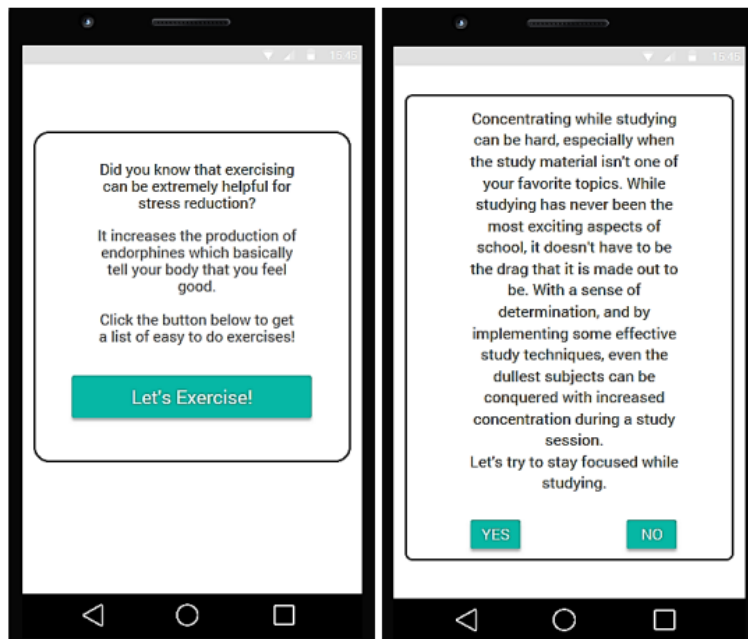 15:45
Did you know that exercising
can be extremely helpful for
stress reduction?
It increases the production of
endorphines which basically
tell your body that you feel
good.
Click the button below to get
a list of easy to do exercises!
Let's Exercise!
15:45
Concentrating while studying
can be hard, especially when
the study material isn't one of
your favorite topics. While
studying has never been the
most exciting aspects of
school, it doesn't have to be
the drag that it is made out to
be. With a sense of
determination, and by
implementing some effective
study techniques, even the
dullest subjects can be
conquered with increased
concentration during a study
session.
Let's try to stay focused while
studying.
YES
NO